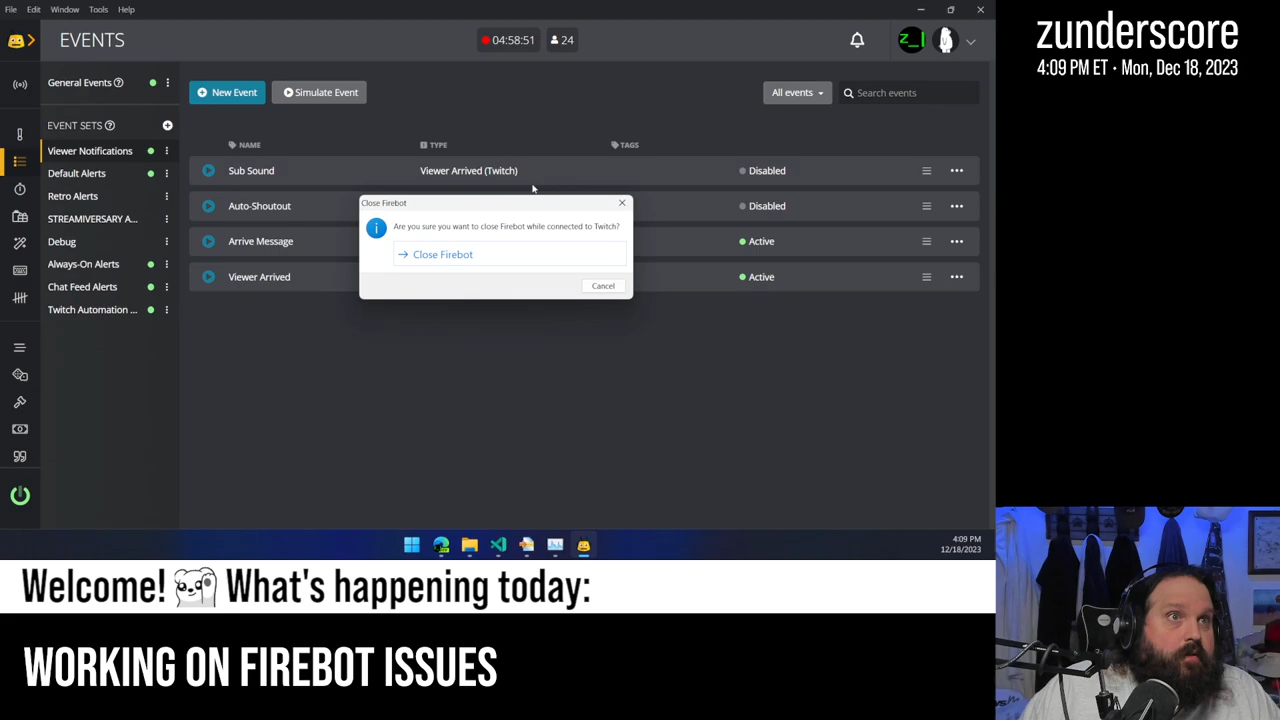 File Edit Window Tools Help
EVENTS
04:58:51
24
zunderscore
4:09 PM ET · Mon, Dec 18, 2023
General Events
New Event
Simulate Event
All events
Search events
EVENT SETS
NAME
TYPE
TAGS
Viewer Notifications
Default Alerts
Retro Alerts
STREAMIVERSARY A...
Debug
Always-On Alerts
Chat Feed Alerts
Twitch Automation ...
Sub Sound
Viewer Arrived (Twitch)
Disabled
Auto-Shoutout
Disabled
Arrive Message
Active
Viewer Arrived
Active
Close Firebot
Are you sure you want to close Firebot while connected to Twitch?
Close Firebot
Cancel
4:09 PM
12/18/2023
Welcome! What's happening today:
WORKING ON FIREBOT ISSUES